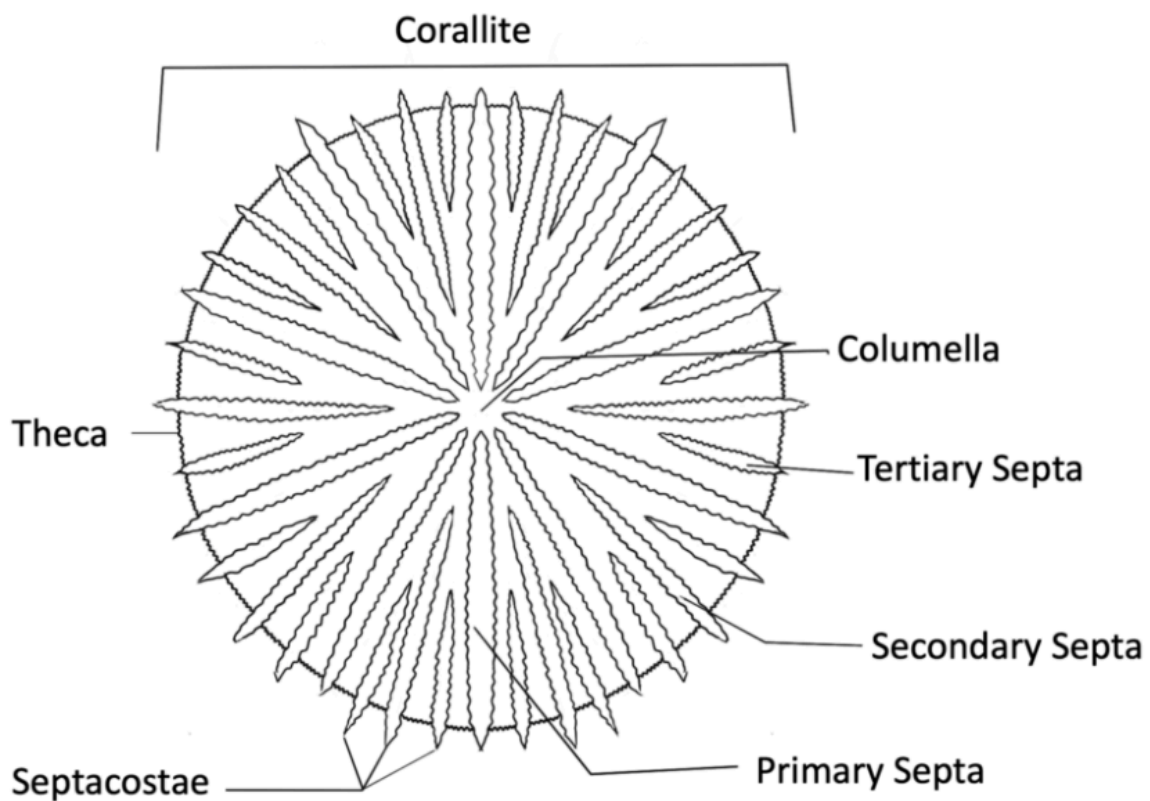 Corallite
Columella
Theca
Tertiary Septa
Secondary Septa
Primary Septa
Septacostae